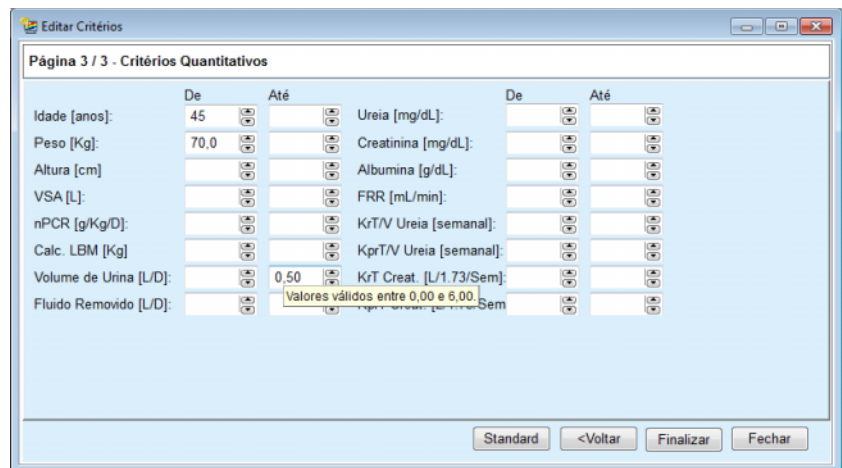 Editar Critérios
Página 3 / 3 - Critérios Quantitativos
De Até De Até
Idade [anos]: 45 Ureia [mg/dL]:
Peso [Kg]: 70,0 Creatinina [mg/dL]:
Altura [cm] Albumina [g/dL]:
VSA [L]: FRR [mL/min]:
nPCR [g/Kg/D]: KrT/V Ureia [semanal]:
Calc. LBM [Kg] KprT/V Ureia [semanal]:
Volume de Urina [L/D]: 0,50 KrT Creat. [L/1.73/Sem]:
Valores válidos entre 0,00 e 6,00.
Fluido Removido [L/D]:
Standard <Voltar Finalizar Fechar